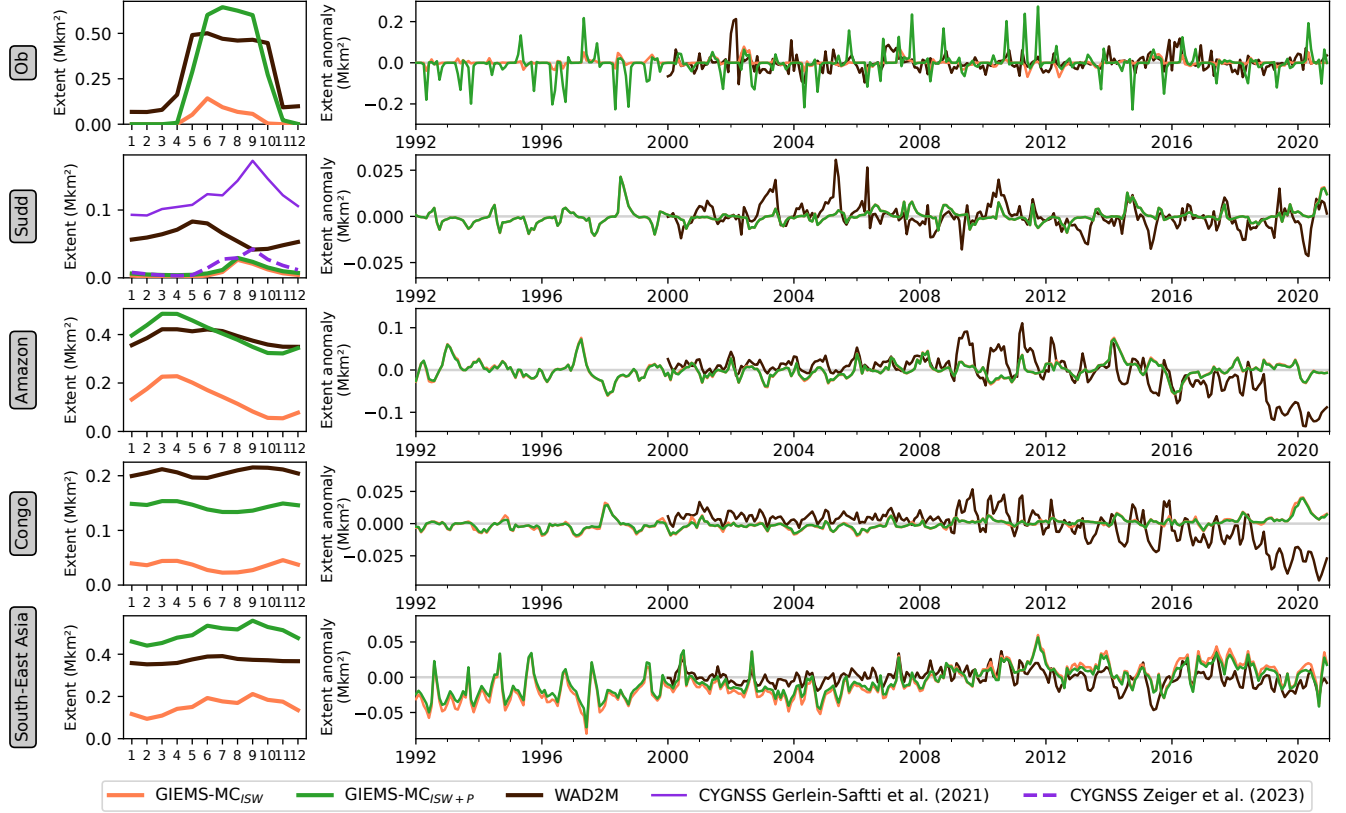 Ob
Extent (Mkm²)
0.50
0.25
0.00
1 2 3 4 5 6 7 8 9 10 11 12
Extent anomaly
(Mkm²)
0.2
0.0
−0.2
1992 1996 2000 2004 2008 2012 2016 2020
Sudd
Extent (Mkm²)
0.1
0.0
1 2 3 4 5 6 7 8 9 10 11 12
Extent anomaly
(Mkm²)
0.025
0.000
−0.025
1992 1996 2000 2004 2008 2012 2016 2020
Amazon
Extent (Mkm²)
0.4
0.2
0.0
1 2 3 4 5 6 7 8 9 10 11 12
Extent anomaly
(Mkm²)
0.1
0.0
−0.1
1992 1996 2000 2004 2008 2012 2016 2020
Congo
Extent (Mkm²)
0.2
0.1
0.0
1 2 3 4 5 6 7 8 9 10 11 12
Extent anomaly
(Mkm²)
0.025
0.000
−0.025
1992 1996 2000 2004 2008 2012 2016 2020
South-East Asia
Extent (Mkm²)
0.4
0.2
0.0
1 2 3 4 5 6 7 8 9 10 11 12
Extent anomaly
(Mkm²)
0.05
0.00
−0.05
1992 1996 2000 2004 2008 2012 2016 2020
GIEMS-MC_ISW GIEMS-MC_ISW+P WAD2M CYGNSS Gerlein-Saftti et al. (2021) CYGNSS Zeiger et al. (2023)